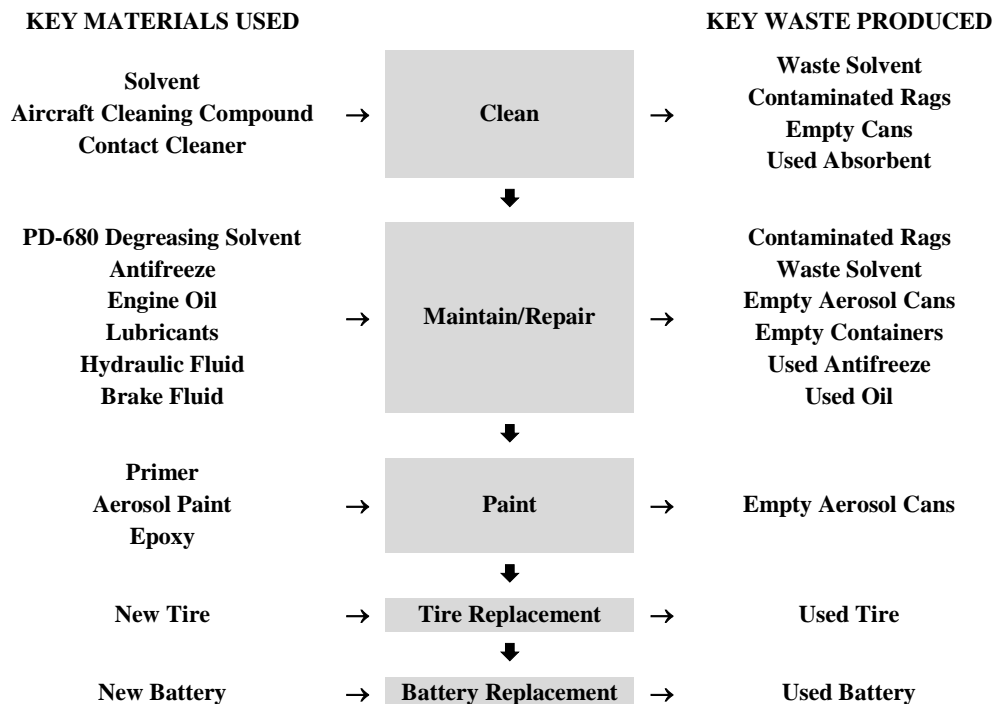 KEY MATERIALS USED
KEY WASTE PRODUCED
Solvent
Aircraft Cleaning Compound
Contact Cleaner
→
Clean
→
Waste Solvent
Contaminated Rags
Empty Cans
Used Absorbent
PD-680 Degreasing Solvent
Antifreeze
Engine Oil
Lubricants
Hydraulic Fluid
Brake Fluid
→
Maintain/Repair
→
Contaminated Rags
Waste Solvent
Empty Aerosol Cans
Empty Containers
Used Antifreeze
Used Oil
Primer
Aerosol Paint
Epoxy
→
Paint
→
Empty Aerosol Cans
New Tire
→
Tire Replacement
→
Used Tire
New Battery
→
Battery Replacement
→
Used Battery